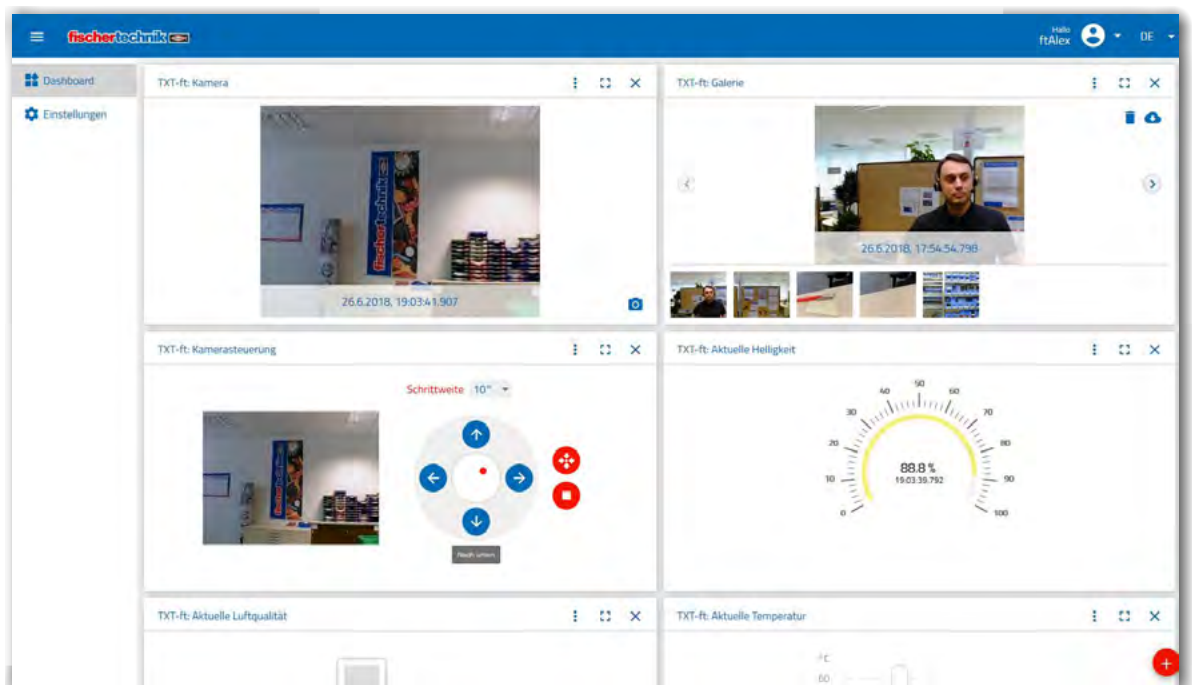 fischertechnik
Hallo
ftAlex
DE
Dashboard
Einstellungen
TXT-ft: Kamera
fischertechnik
26.6.2018, 19:03:41.907
TXT-ft: Galerie
26.6.2018, 17:54:54.798
TXT-ft: Kamerasteuerung
Schrittweite 10°
Nach unten
TXT-ft: Aktuelle Helligkeit
0
10
20
30
40
50
60
70
80
90
100
88.8 %
19:03:39.792
TXT-ft: Aktuelle Luftqualität
TXT-ft: Aktuelle Temperatur
°C
60